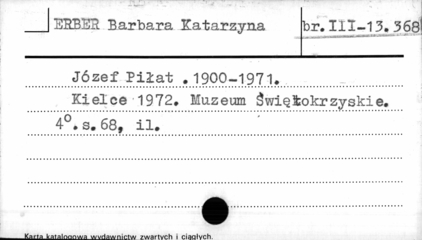 ERBER Barbara Katarzyna br.III-13.368
Józef Piłat .1900-1971.
Kielce 1972. Muzeum Świętokrzyskie.
4º.s.68, il.
Karta katalogowa wydawnictw zwartych i ciągłych.